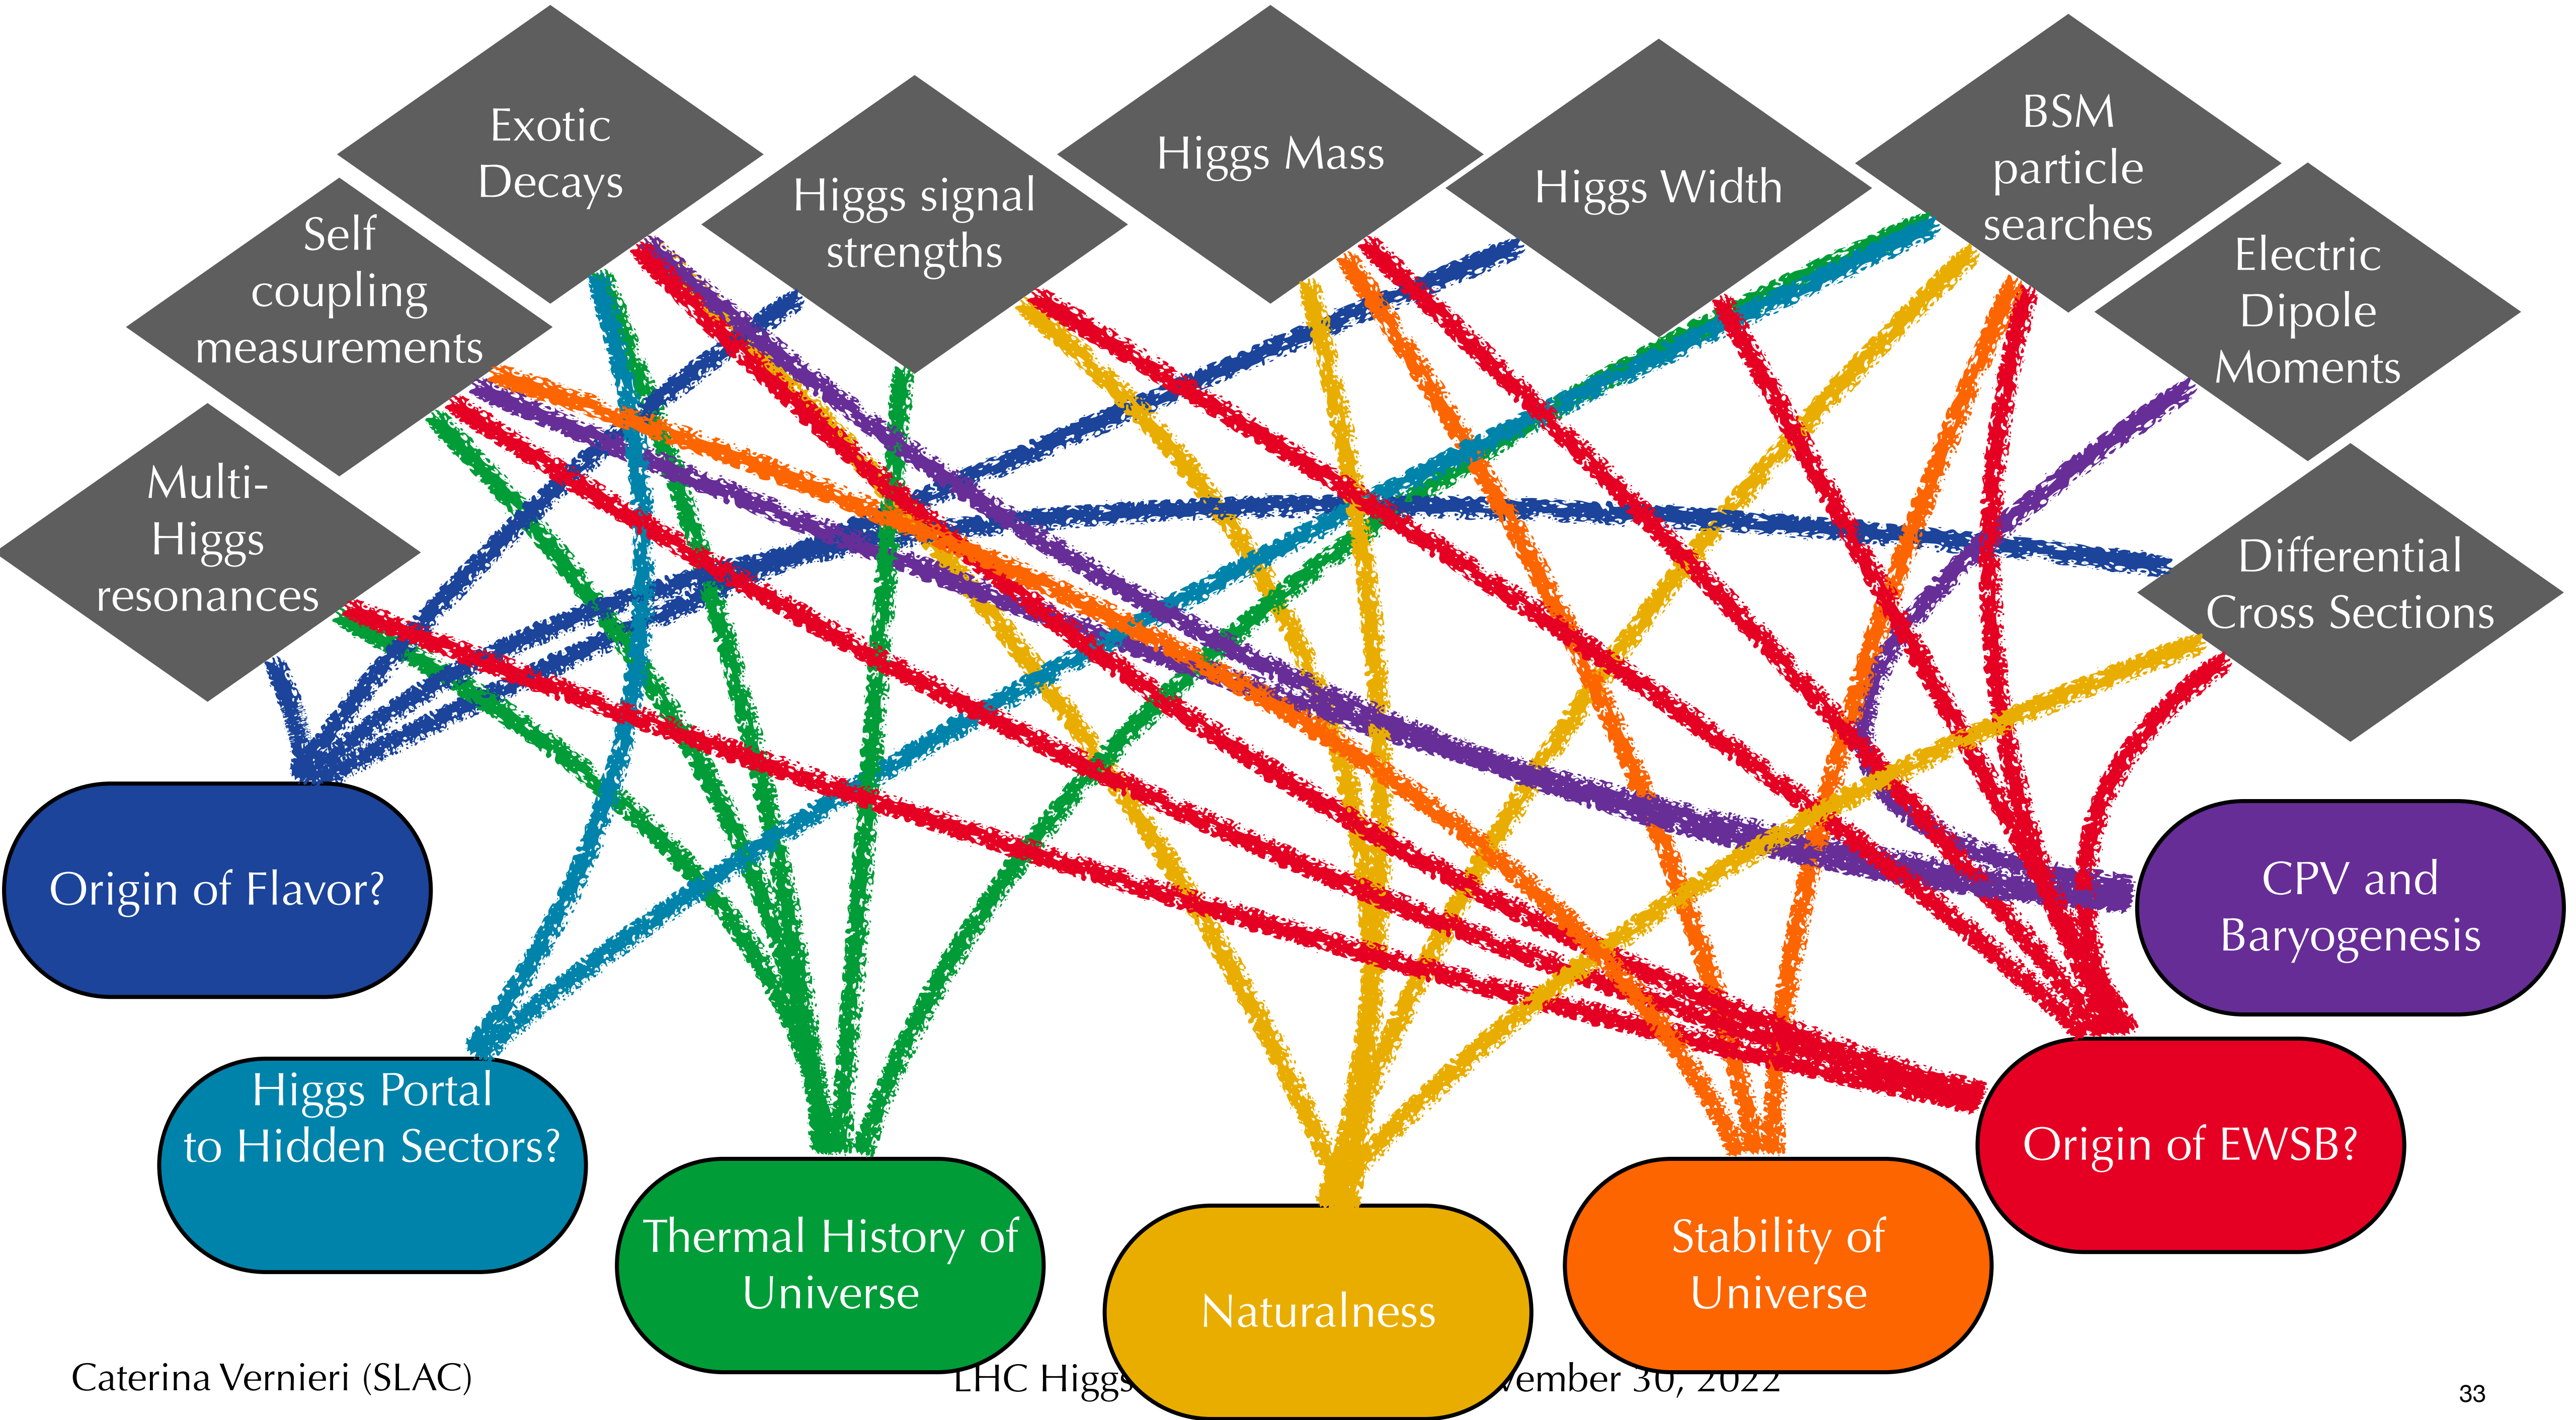 Exotic
Decays
Higgs signal
strengths
Higgs Mass
Higgs Width
BSM
particle
searches
Self
coupling
measurements
Electric
Dipole
Moments
Multi-
Higgs
resonances
Differential
Cross Sections
Origin of Flavor?
CPV and
Baryogenesis
Higgs Portal
to Hidden Sectors?
Origin of EWSB?
Thermal History of
Universe
Naturalness
Stability of
Universe
Caterina Vernieri (SLAC)
LHC Higgs
vember 30, 2022
33